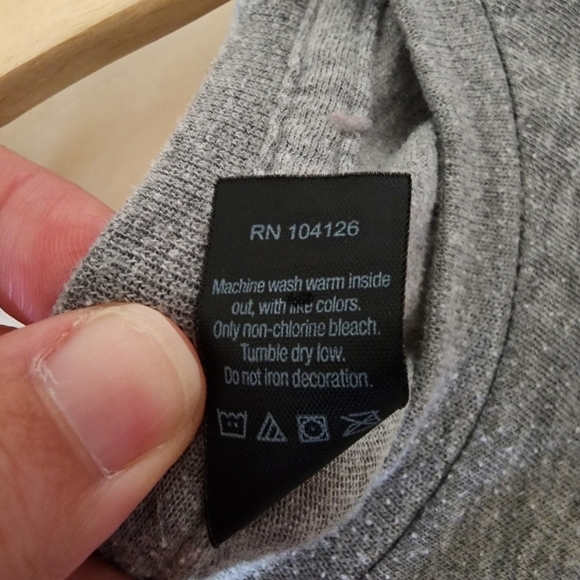 RN 104126
Machine wash warm inside
out, with like colors.
Only non-chlorine bleach.
Tumble dry low.
Do not iron decoration.